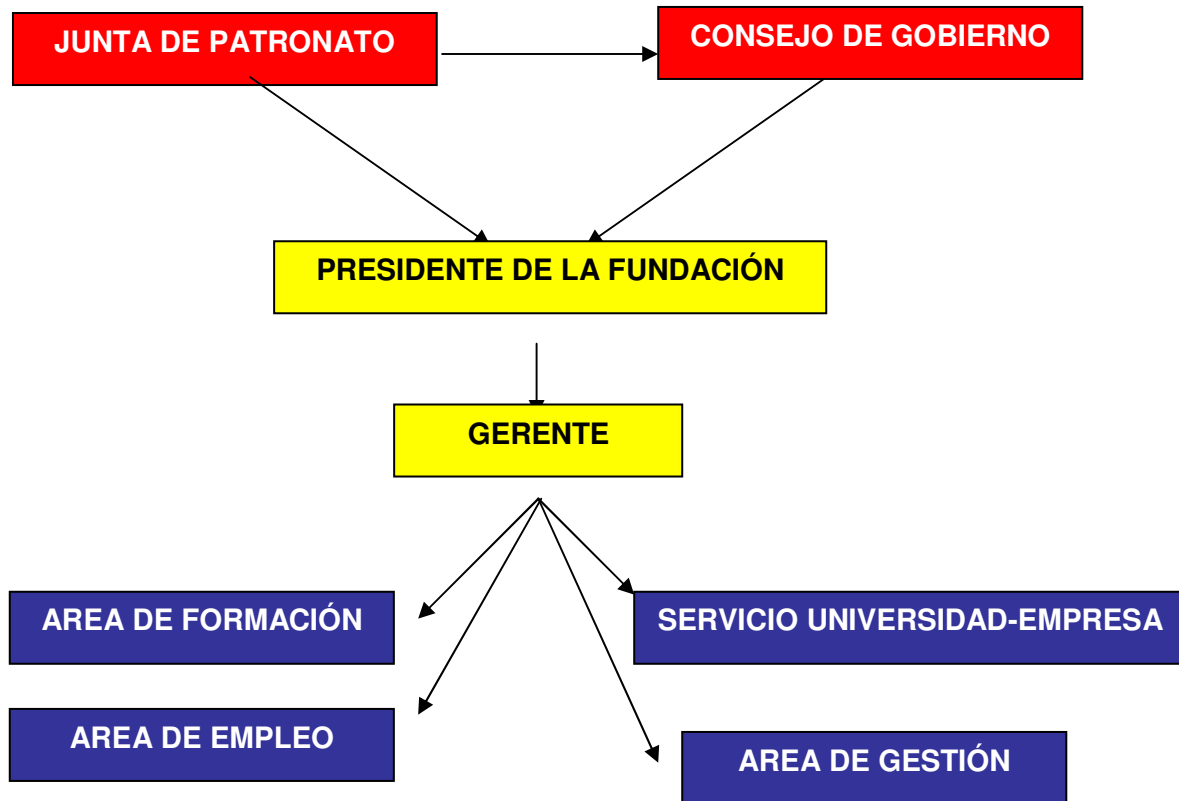 JUNTA DE PATRONATO
CONSEJO DE GOBIERNO
PRESIDENTE DE LA FUNDACIÓN
GERENTE
AREA DE FORMACIÓN
SERVICIO UNIVERSIDAD-EMPRESA
AREA DE EMPLEO
AREA DE GESTIÓN